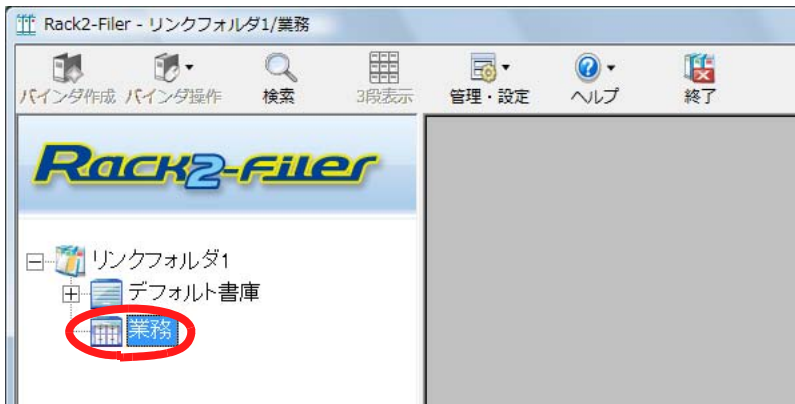 Rack2-Filer - リンクフォルダ1/業務
バインダ作成 バインダ操作 検索 3段表示 管理・設定 ヘルプ 終了
Rack2-Filer
リンクフォルダ1
デフォルト書庫
業務